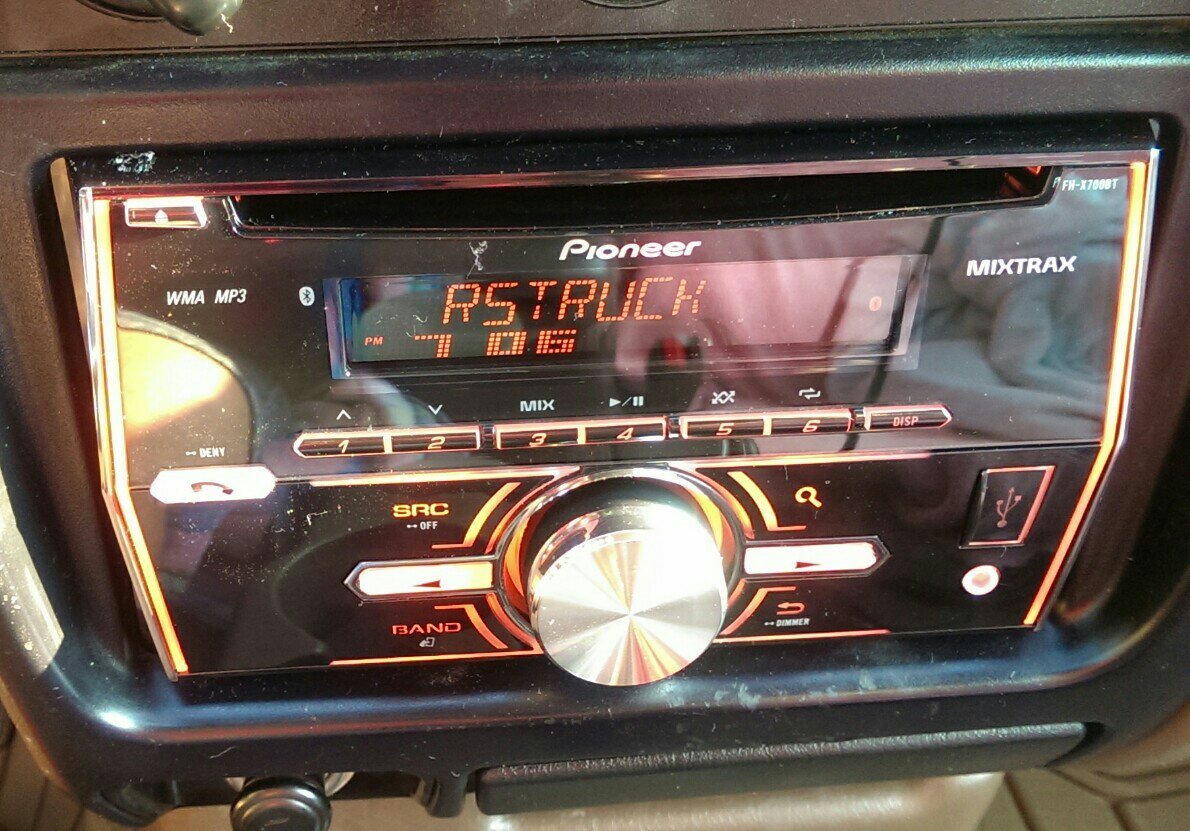 FH-X700BT
Pioneer
MIXTRAX
WMA MP3
RSTRUCK
PM 7 06
MIX
1 2 3 4 5 6 DISP
DENY
SRC
OFF
BAND
DIMMER